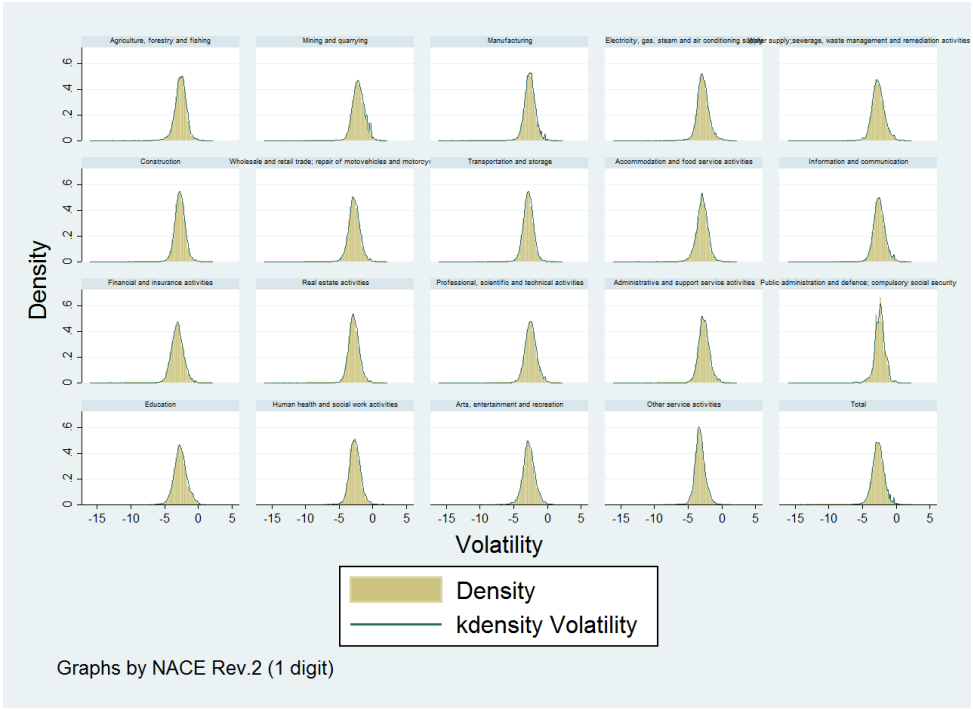 Agriculture, forestry and fishing
Mining and quarrying
Manufacturing
Electricity, gas, steam and air conditioning
supply;sewerage, waste management and remediation activities
.6
.4
.2
0
Construction
Wholesale and retail trade; repair of motovehicles and motorcyc
Transportation and storage
Accommodation and food service activities
Information and communication
.6
.4
.2
0
Density
Financial and insurance activities
Real estate activities
Professional, scientific and technical activities
Administrative and support service activities
Public administration and defence; compulsory social security
.6
.4
.2
0
Education
Human health and social work activities
Arts, entertainment and recreation
Other service activities
Total
.6
.4
.2
0
-15 -10 -5 0 5 -15 -10 -5 0 5 -15 -10 -5 0 5 -15 -10 -5 0 5 -15 -10 -5 0 5
Volatility
Density
kdensity Volatility
Graphs by NACE Rev.2 (1 digit)